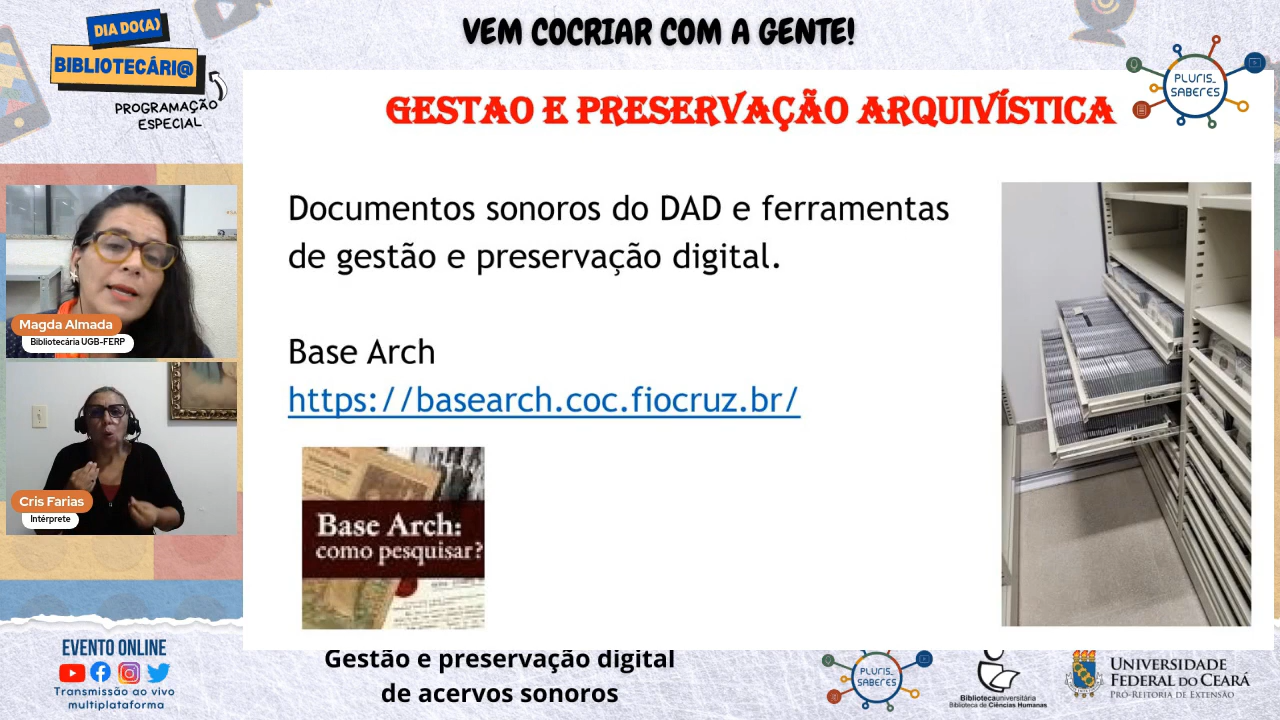 VEM COCRIAR COM A GENTE!
DIA DO(A)
BIBLIOTECÁRI@
PROGRAMAÇÃO
ESPECIAL
PLURIS_
SABERES
GESTAO E PRESERVAÇÃO ARQUIVÍSTICA
Documentos sonoros do DAD e ferramentas
de gestão e preservação digital.
Base Arch
https://basearch.coc.fiocruz.br/
Base Arch:
como pesquisar?
Magda Almada
Bibliotecária UGB-FERP
Cris Farias
Intérprete
EVENTO ONLINE
Transmissão ao vivo
multiplataforma
Gestão e preservação digital
de acervos sonoros
PLURIS_
SABERES
Bibliotecauniversitária
Biblioteca de Ciências Humanas
UNIVERSIDADE
FEDERAL DO CEARÁ
PRÓ-REITORIA DE EXTENSÃO